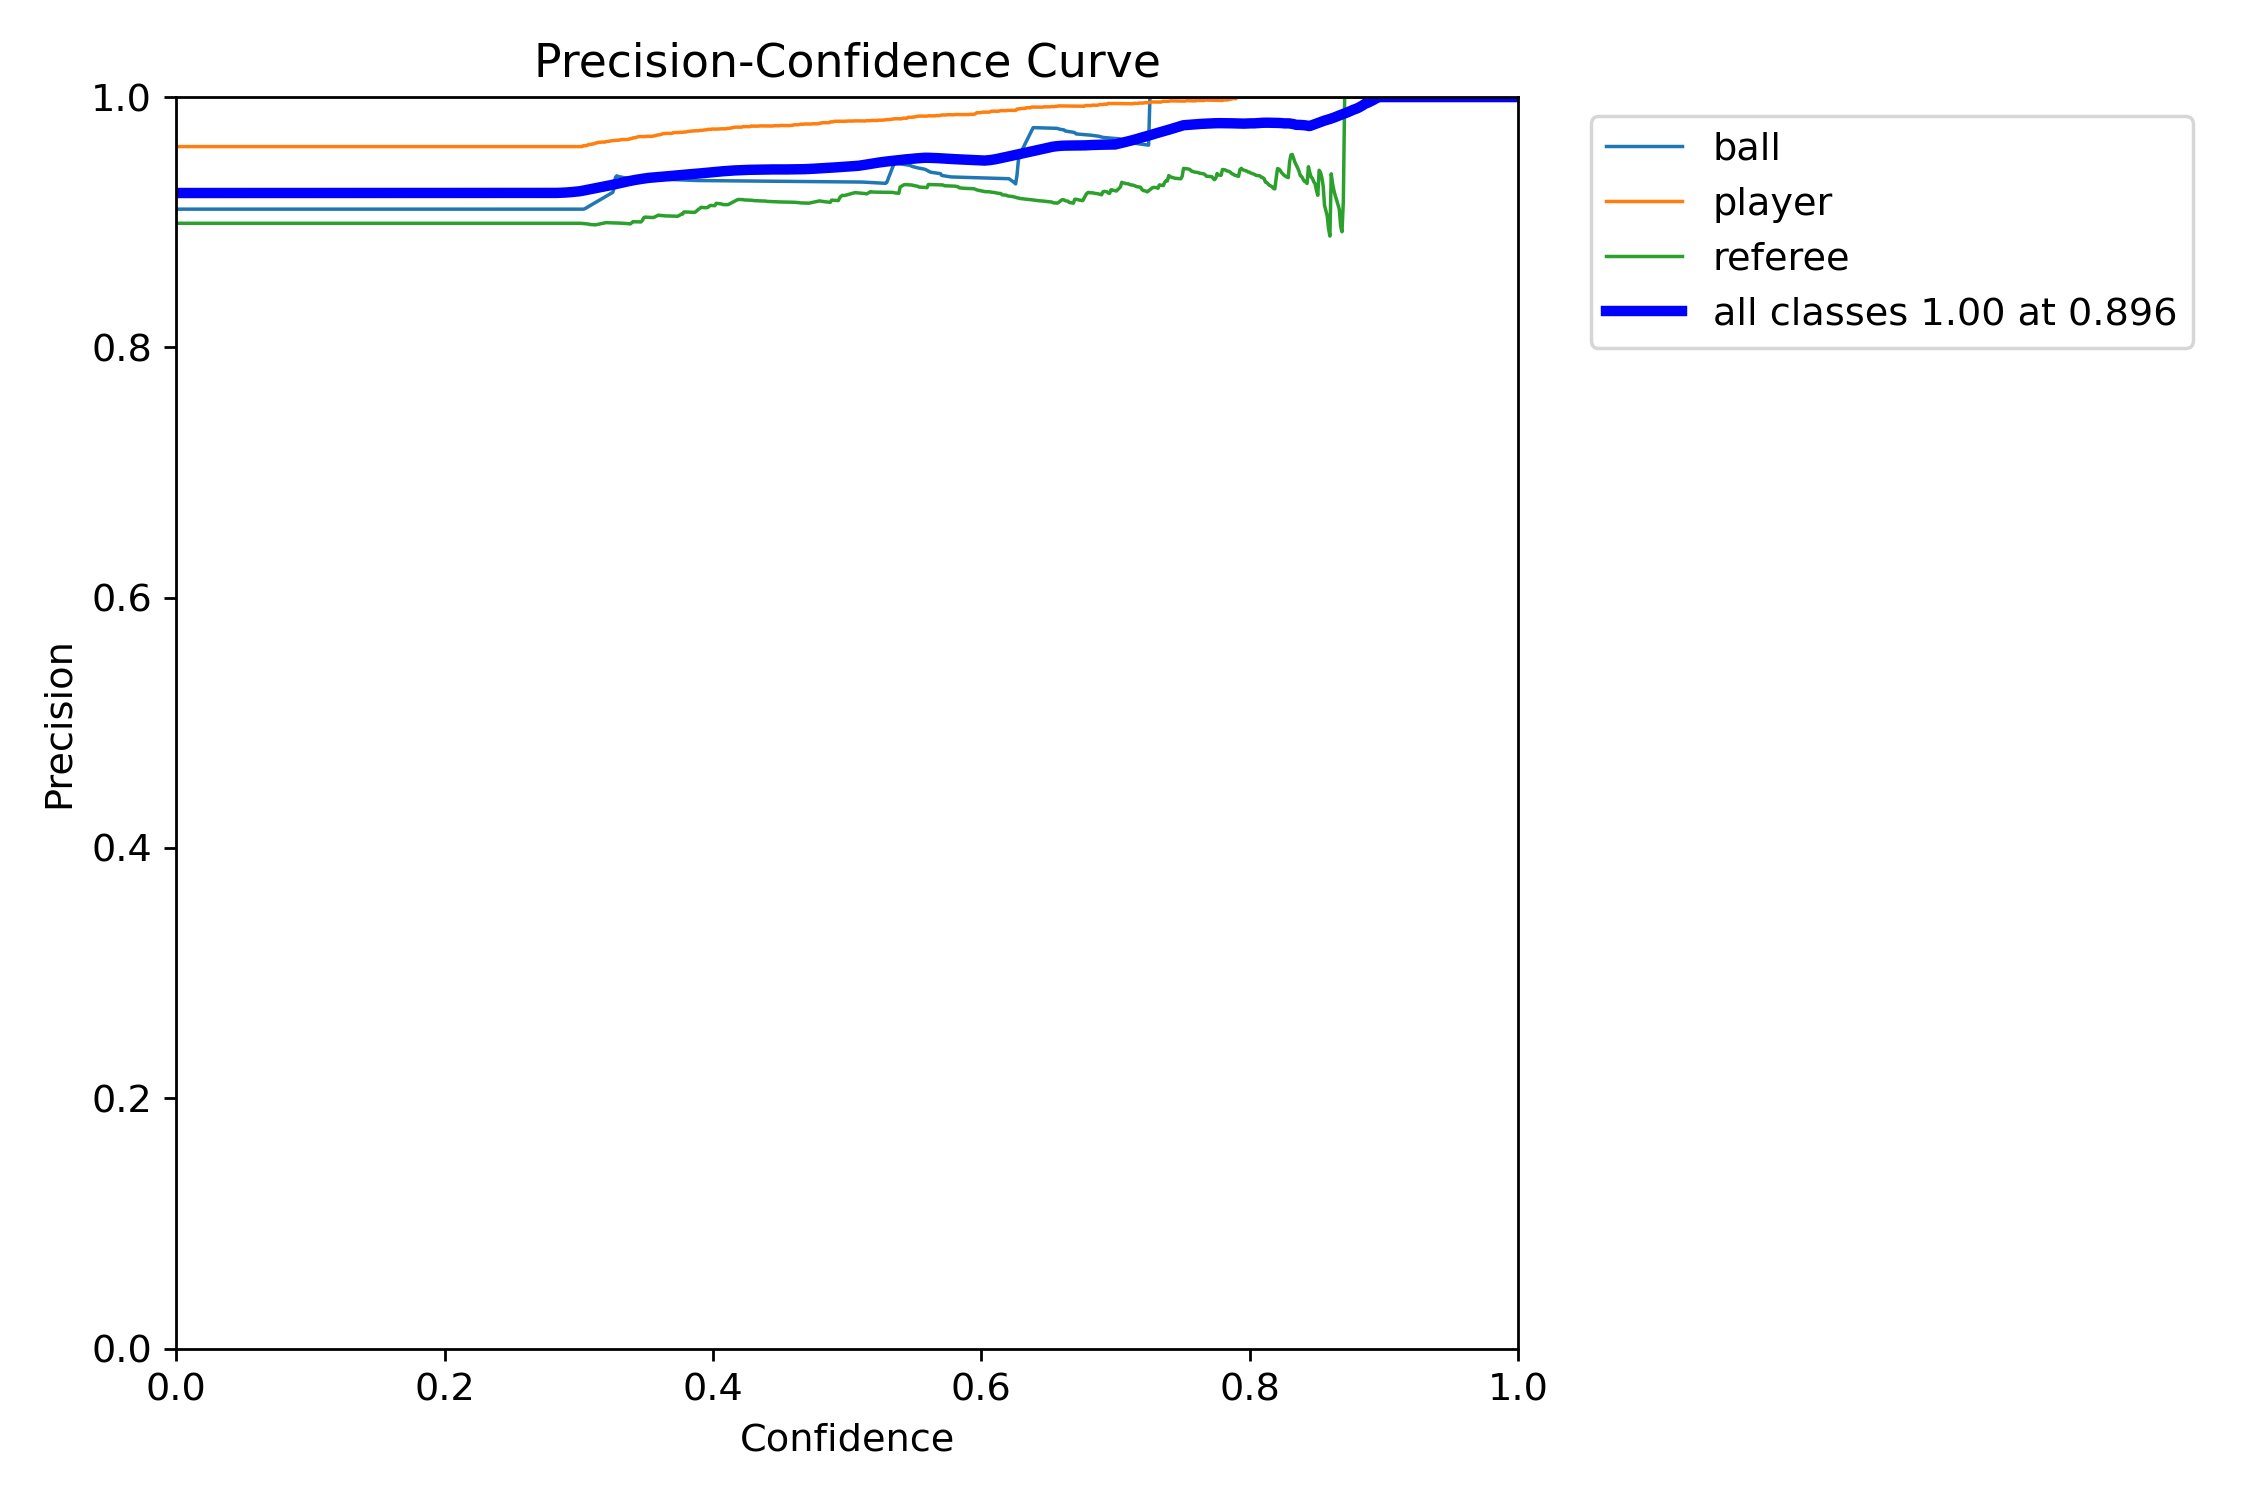 Precision-Confidence Curve
1.0
0.8
0.6
0.4
0.2
0.0
Precision
0.0 0.2 0.4 0.6 0.8 1.0
Confidence
ball
player
referee
all classes 1.00 at 0.896